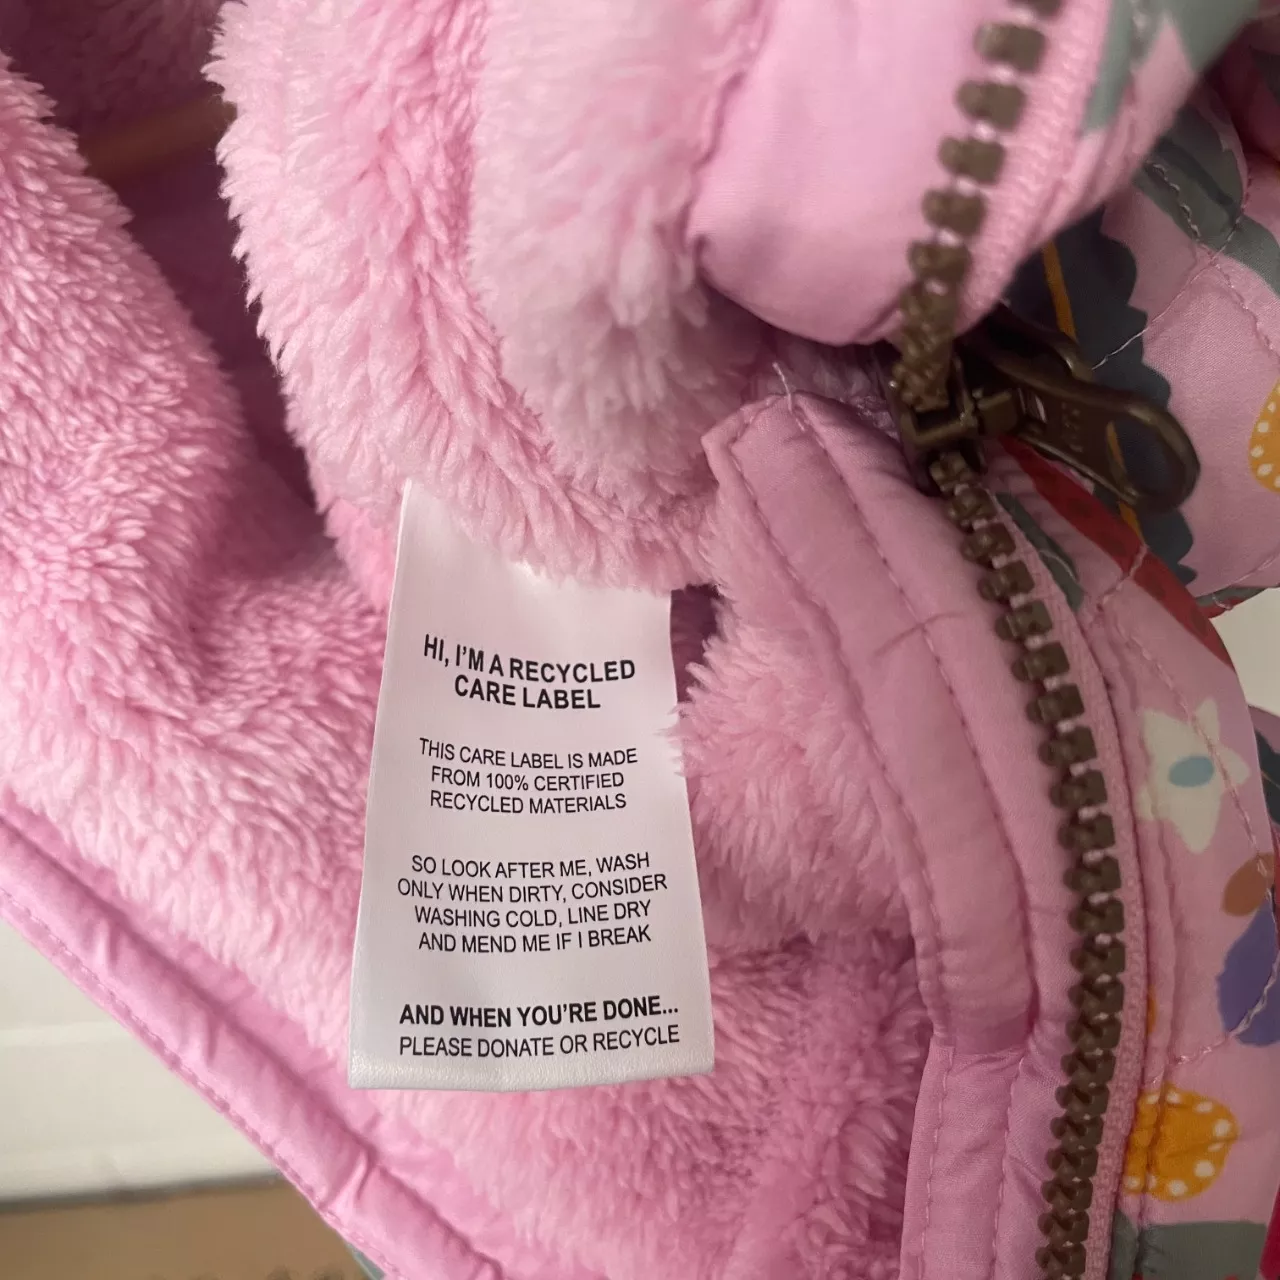 HI, I'M A RECYCLED
CARE LABEL
THIS CARE LABEL IS MADE
FROM 100% CERTIFIED
RECYCLED MATERIALS
SO LOOK AFTER ME, WASH
ONLY WHEN DIRTY, CONSIDER
WASHING COLD, LINE DRY
AND MEND ME IF I BREAK
AND WHEN YOU'RE DONE...
PLEASE DONATE OR RECYCLE